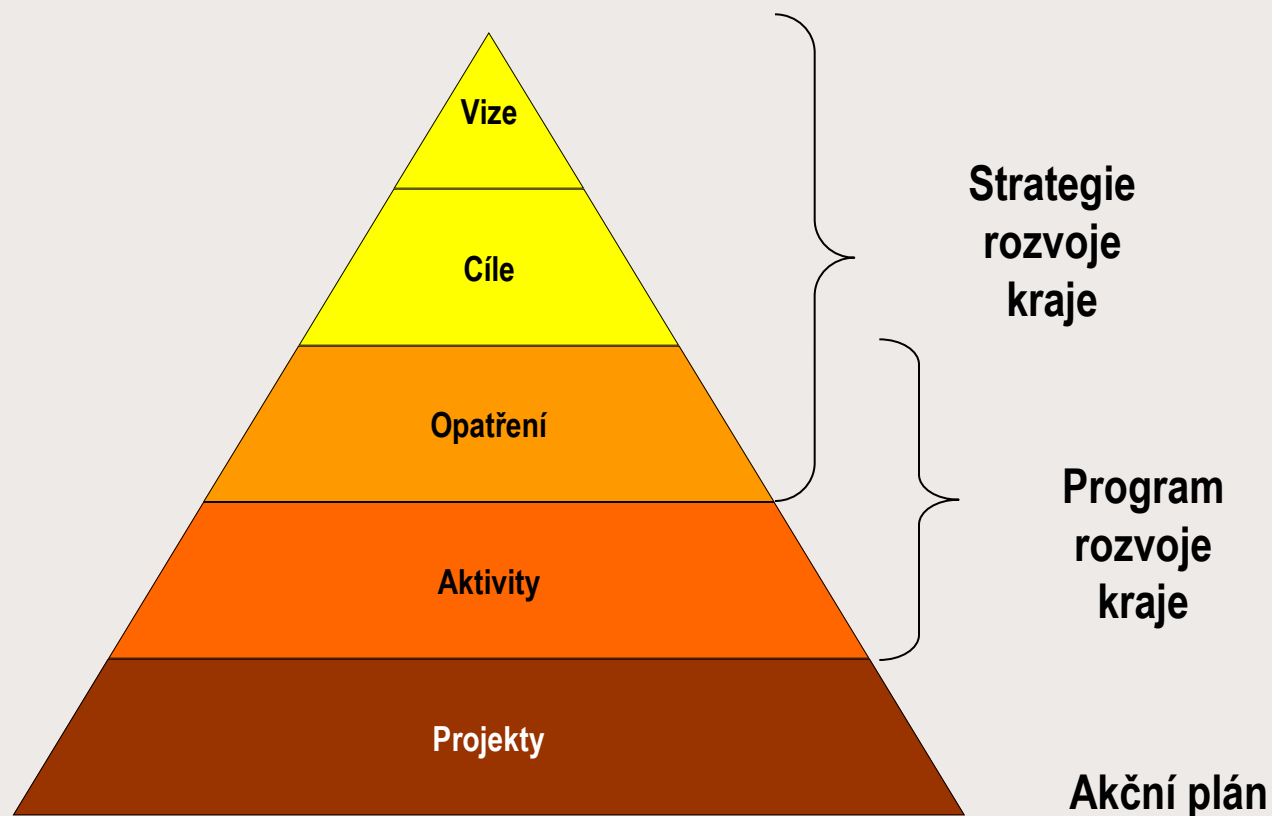 Vize
Cíle
Opatření
Aktivity
Projekty
Strategie
rozvoje
kraje
Program
rozvoje
kraje
Akční plán